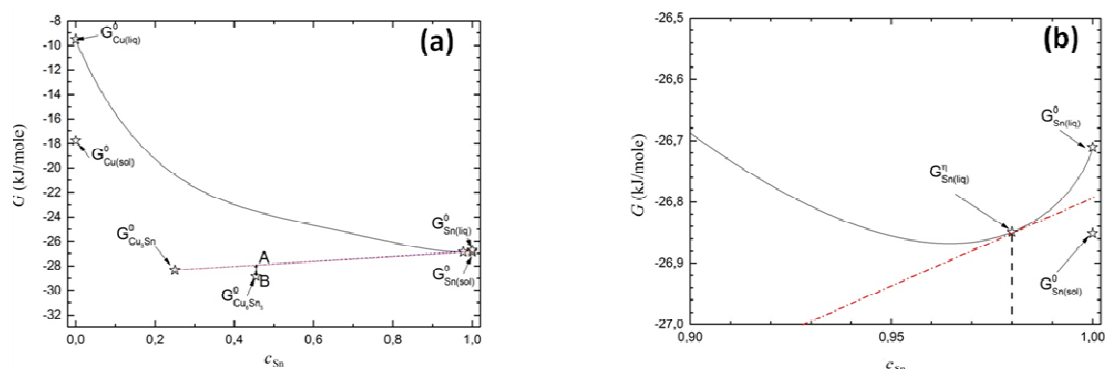 (a)
G⁰Cu(liq)
G⁰Cu(sol)
G⁰Cu₃Sn
A
B
G⁰Cu₆Sn₅
G⁰Sn(liq)
G⁰Sn(sol)
G (kJ/mole)
-8
-10
-12
-14
-16
-18
-20
-22
-24
-26
-28
-30
-32
0,0
0,2
0,4
0,6
0,8
1,0
cSn
(b)
G⁰Sn(liq)
GηSn(liq)
G⁰Sn(sol)
G (kJ/mole)
-26,5
-26,6
-26,7
-26,8
-26,9
-27,0
0,90
0,95
1,00